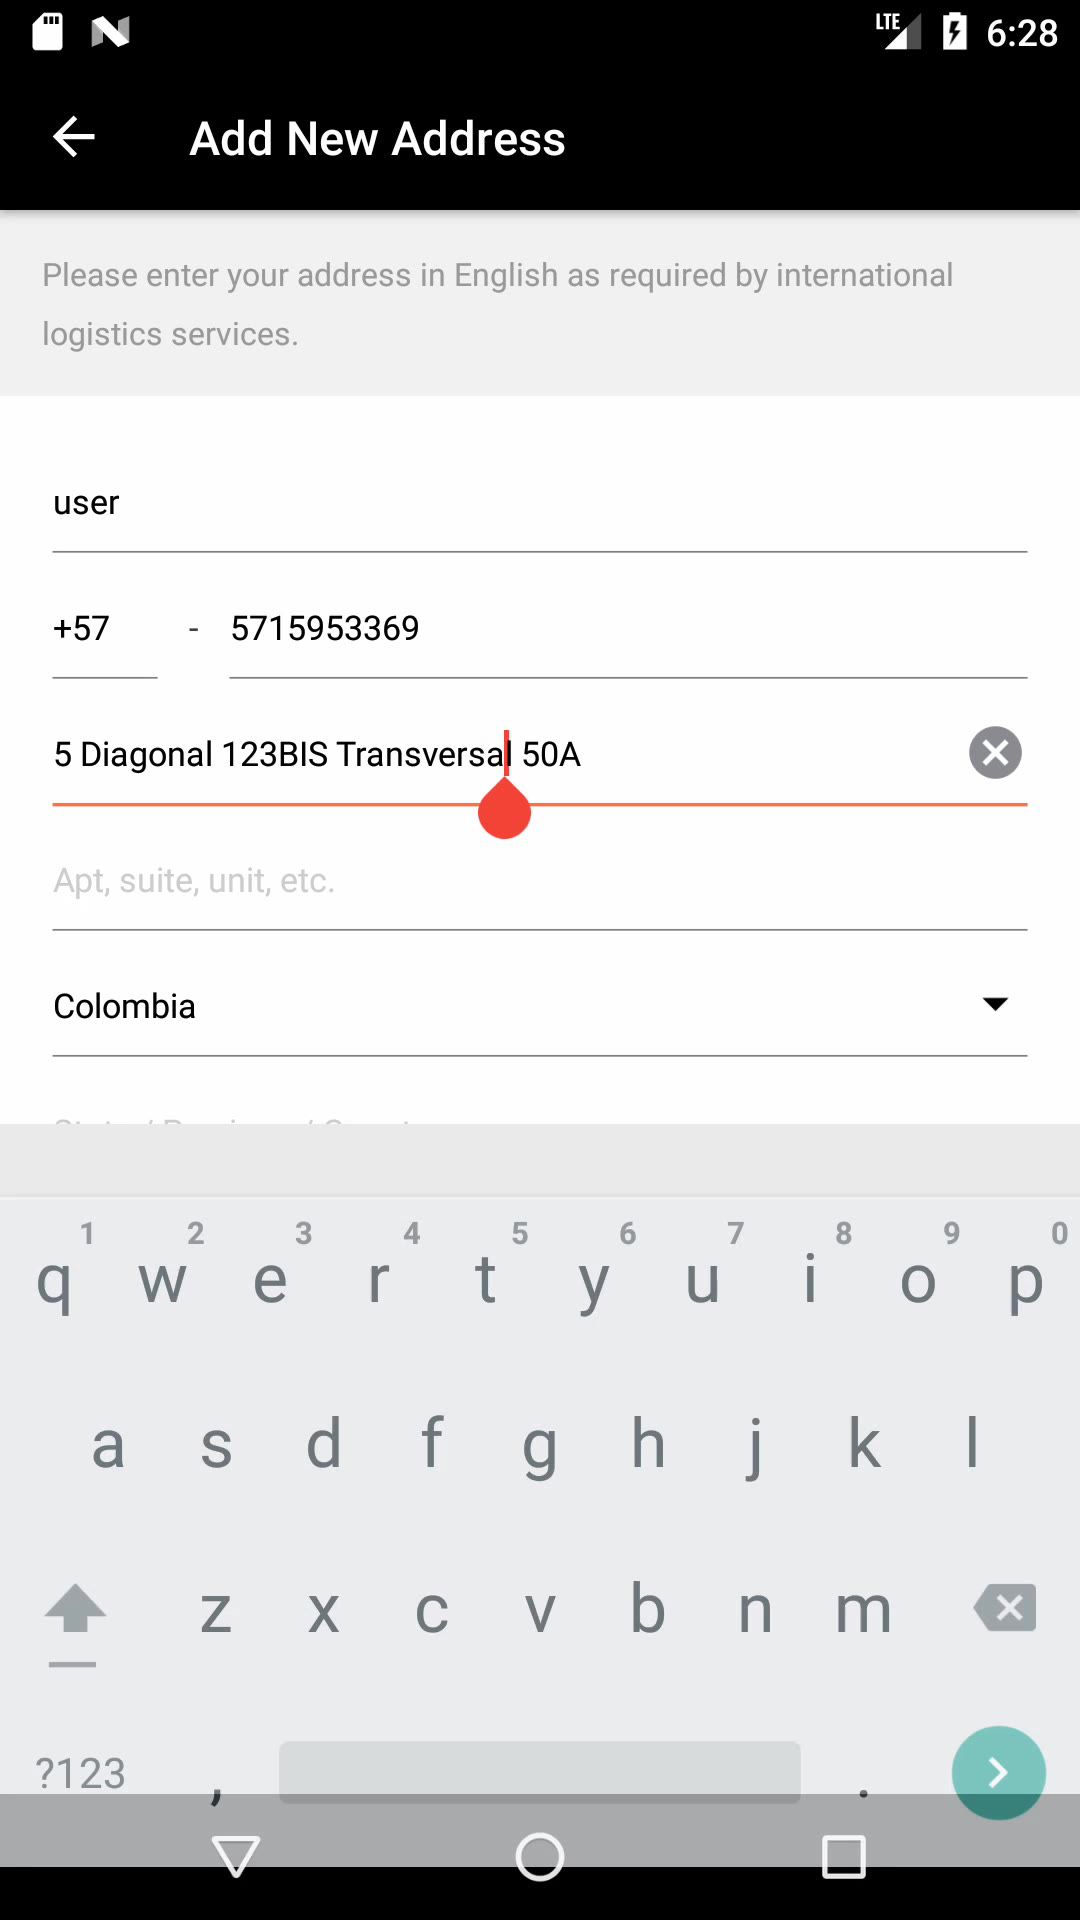 LTE 6:28
Add New Address
Please enter your address in English as required by international
logistics services.
user
+57 - 5715953369
5 Diagonal 123BIS Transversal 50A
Apt, suite, unit, etc.
Colombia
1 2 3 4 5 6 7 8 9 0
q w e r t y u i o p
a s d f g h j k l
z x c v b n m
?123 , .